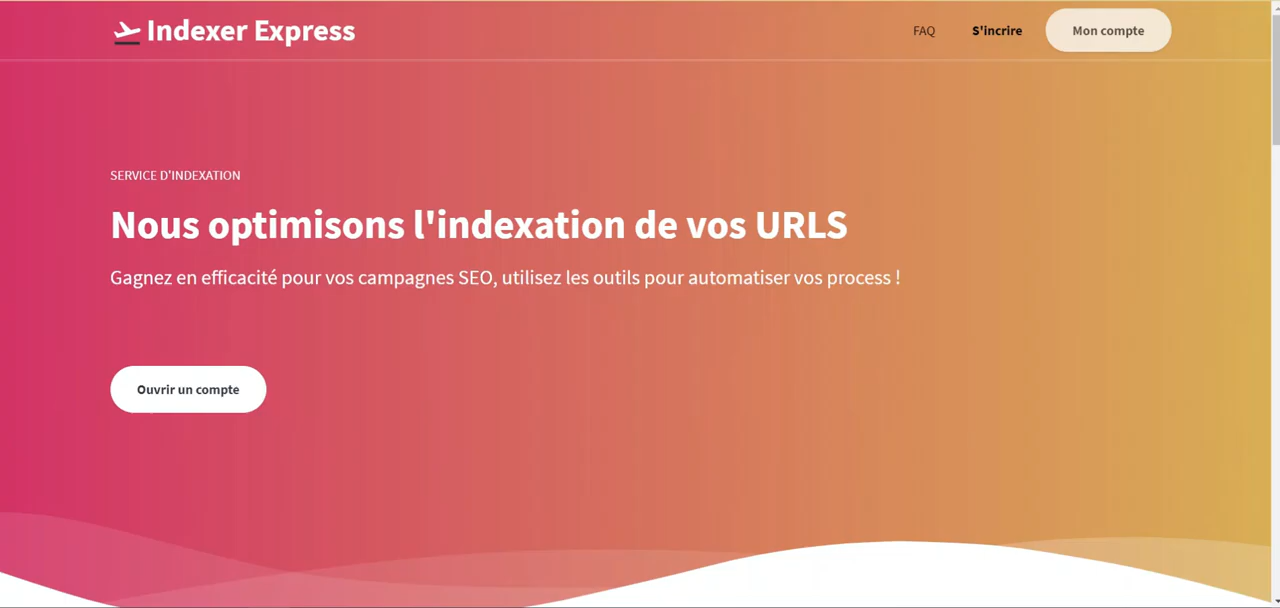 Indexer Express
FAQ
S'incrire
Mon compte
SERVICE D'INDEXATION
Nous optimisons l'indexation de vos URLS
Gagnez en efficacité pour vos campagnes SEO, utilisez les outils pour automatiser vos process !
Ouvrir un compte